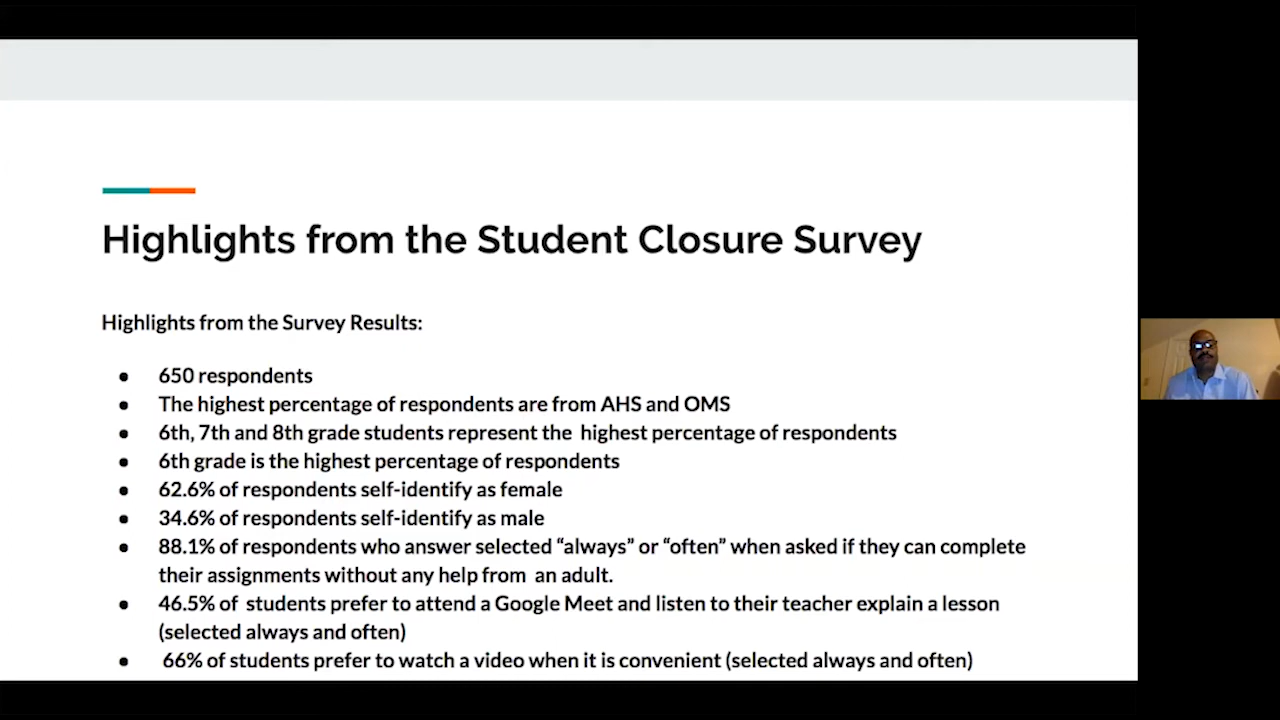 Highlights from the Student Closure Survey
Highlights from the Survey Results:
● 650 respondents
● The highest percentage of respondents are from AHS and OMS
● 6th, 7th and 8th grade students represent the highest percentage of respondents
● 6th grade is the highest percentage of respondents
● 62.6% of respondents self-identify as female
● 34.6% of respondents self-identify as male
● 88.1% of respondents who answer selected “always” or “often” when asked if they can complete
their assignments without any help from an adult.
● 46.5% of students prefer to attend a Google Meet and listen to their teacher explain a lesson
(selected always and often)
● 66% of students prefer to watch a video when it is convenient (selected always and often)